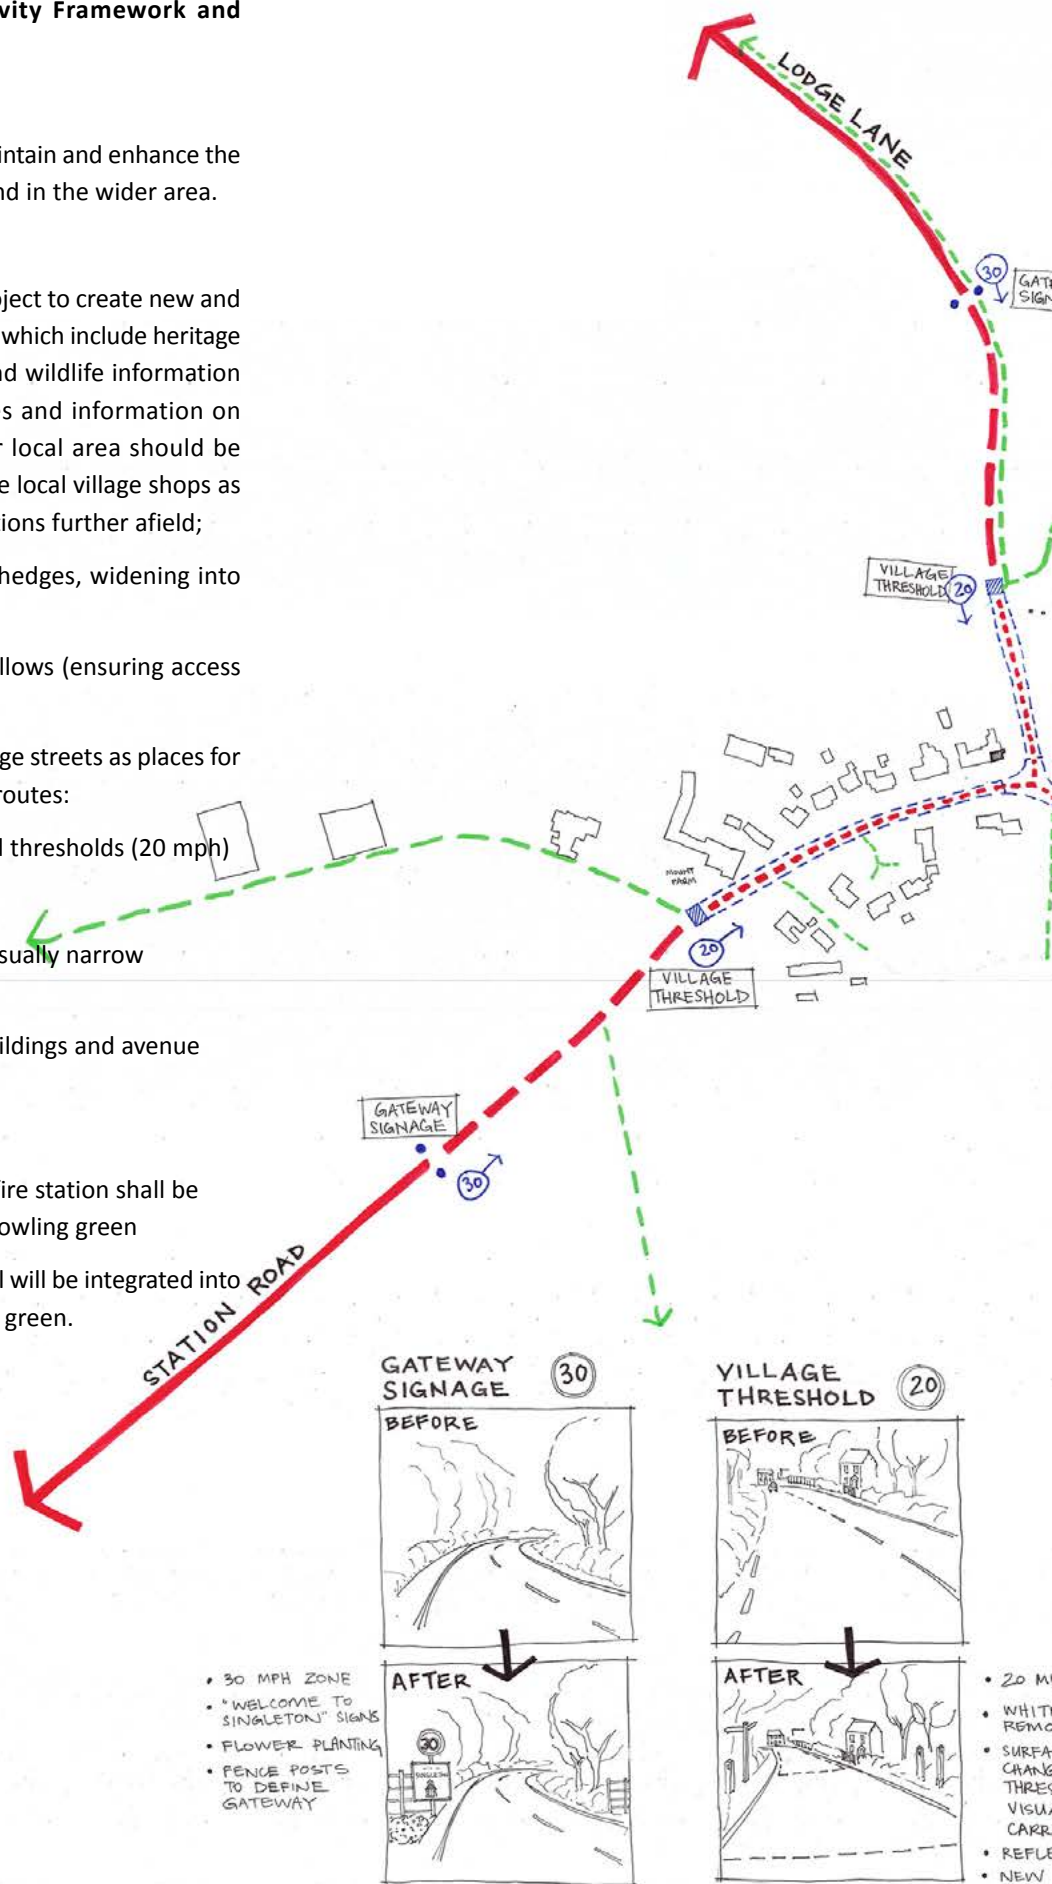 vity Framework and
intain and enhance the
nd in the wider area.
oject to create new and
which include heritage
nd wildlife information
s and information on
r local area should be
e local village shops as
tions further afield;
hedges, widening into
llows (ensuring access
ge streets as places for
routes:
d thresholds (20 mph)
sually narrow
ildings and avenue
fire station shall be
owling green
l will be integrated into
green.
LODGE LANE
30
GATE
SIGN
VILLAGE
THRESHOLD
20
MOUNT
FARM
20
VILLAGE
THRESHOLD
GATEWAY
SIGNAGE
30
STATION ROAD
GATEWAY
SIGNAGE
30
BEFORE
AFTER
30
SINGLETON
• 30 MPH ZONE
• "WELCOME TO
SINGLETON" SIGNS
• FLOWER PLANTING
• FENCE POSTS
TO DEFINE
GATEWAY
VILLAGE
THRESHOLD
20
BEFORE
AFTER
• 20 M
• WHIT
REMO
• SURFA
CHANG
THRES
VISUA
CARR
• REFLE
• NEW